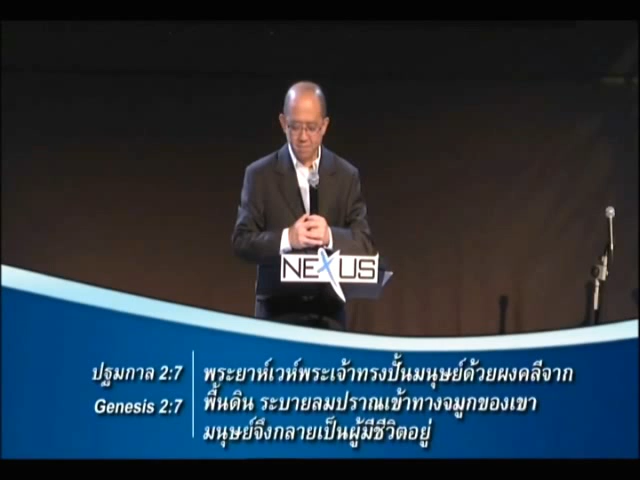 NEXUS
ปฐมกาล 2:7
Genesis 2:7
พระยาห์เวห์พระเจ้าทรงปั้นมนุษย์ด้วยผงคลีจาก
พื้นดิน ระบายลมปราณเข้าทางจมูกของเขา
มนุษย์จึงกลายเป็นผู้มีชีวิตอยู่